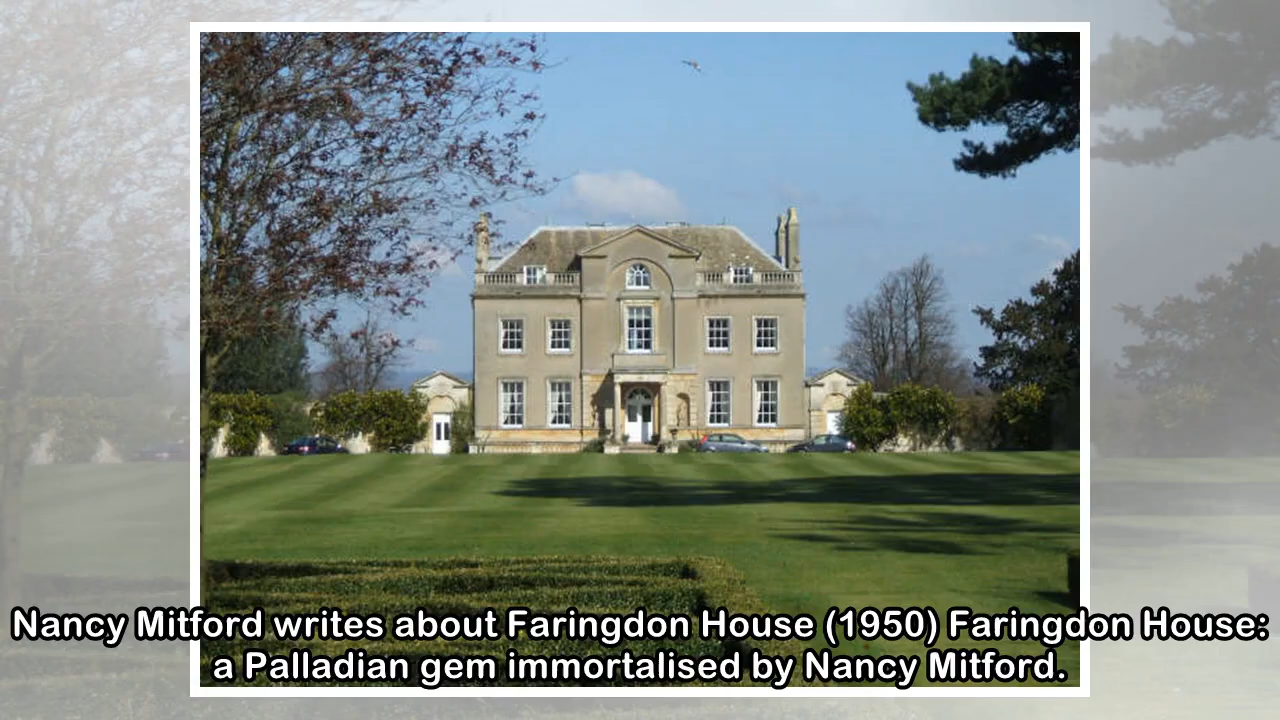 Nancy Mitford writes about Faringdon House (1950) Faringdon House:
a Palladian gem immortalised by Nancy Mitford.